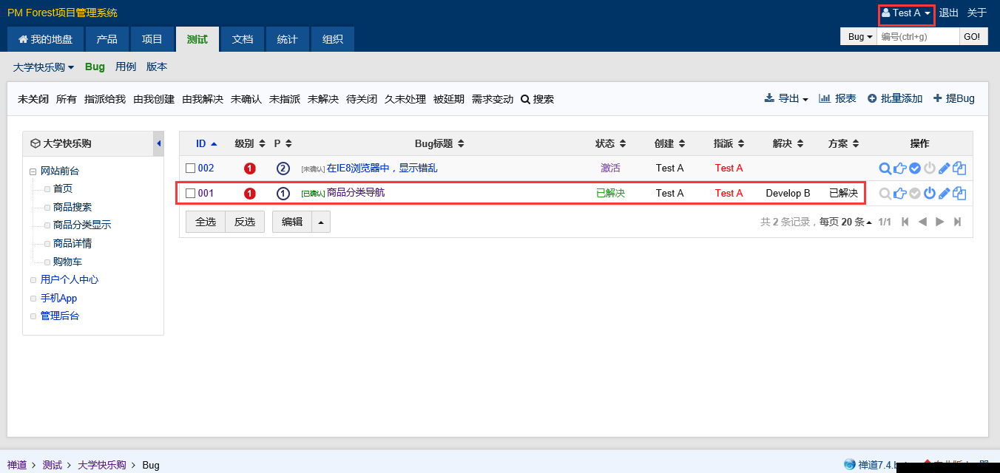 PM Forest项目管理系统 Test A 退出 关于
我的地盘 产品 项目 测试 文档 统计 组织 Bug 编号(ctrl+g) GO!
大学快乐购 Bug 用例 版本
未关闭 所有 指派给我 由我创建 由我解决 未确认 未指派 未解决 待关闭 久未处理 被延期 需求变动 搜索 导出 报表 批量添加 提Bug
大学快乐购
网站前台
首页
商品搜索
商品分类显示
商品详情
购物车
用户个人中心
手机App
管理后台
ID 级别 P Bug标题 状态 创建 指派 解决 方案 操作
002 1 2 [未确认] 在IE8浏览器中，显示错乱 激活 Test A Test A
001 1 1 [已确认] 商品分类导航 已解决 Test A Test A Develop B 已解决
全选 反选 编辑 共 2 条记录，每页 20 条 1/1
禅道 > 测试 > 大学快乐购 > Bug 禅道7.4.